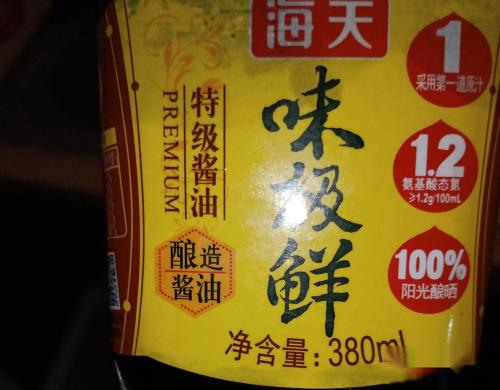 海天
味极鲜
特级酱油
PREMIUM
酿造
酱油
1
采用第一道原汁
1.2
氨基酸态氮
≥1.2g/100mL
100%
阳光酿晒
净含量:380ml